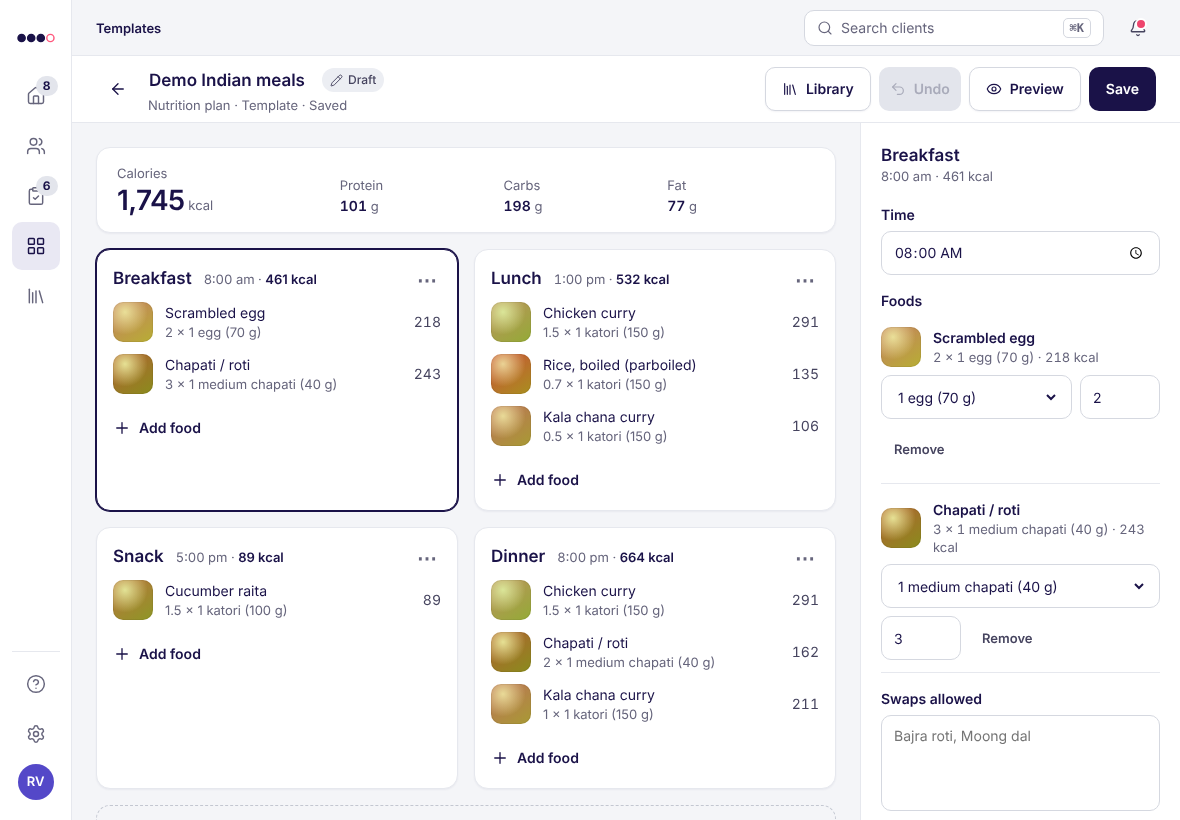 Templates
Search clients
⌘K
8
6
Demo Indian meals
Draft
Nutrition plan · Template · Saved
Library
Undo
Preview
Save
Calories
1,745 kcal
Protein
101 g
Carbs
198 g
Fat
77 g
Breakfast 8:00 am · 461 kcal
Scrambled egg
2 × 1 egg (70 g)
218
Chapati / roti
3 × 1 medium chapati (40 g)
243
Add food
Lunch 1:00 pm · 532 kcal
Chicken curry
1.5 × 1 katori (150 g)
291
Rice, boiled (parboiled)
0.7 × 1 katori (150 g)
135
Kala chana curry
0.5 × 1 katori (150 g)
106
Add food
Snack 5:00 pm · 89 kcal
Cucumber raita
1.5 × 1 katori (100 g)
89
Add food
Dinner 8:00 pm · 664 kcal
Chicken curry
1.5 × 1 katori (150 g)
291
Chapati / roti
2 × 1 medium chapati (40 g)
162
Kala chana curry
1 × 1 katori (150 g)
211
Add food
Breakfast
8:00 am · 461 kcal
Time
08:00 AM
Foods
Scrambled egg
2 × 1 egg (70 g) · 218 kcal
1 egg (70 g)
2
Remove
Chapati / roti
3 × 1 medium chapati (40 g) · 243
kcal
1 medium chapati (40 g)
3
Remove
Swaps allowed
Bajra roti, Moong dal
RV